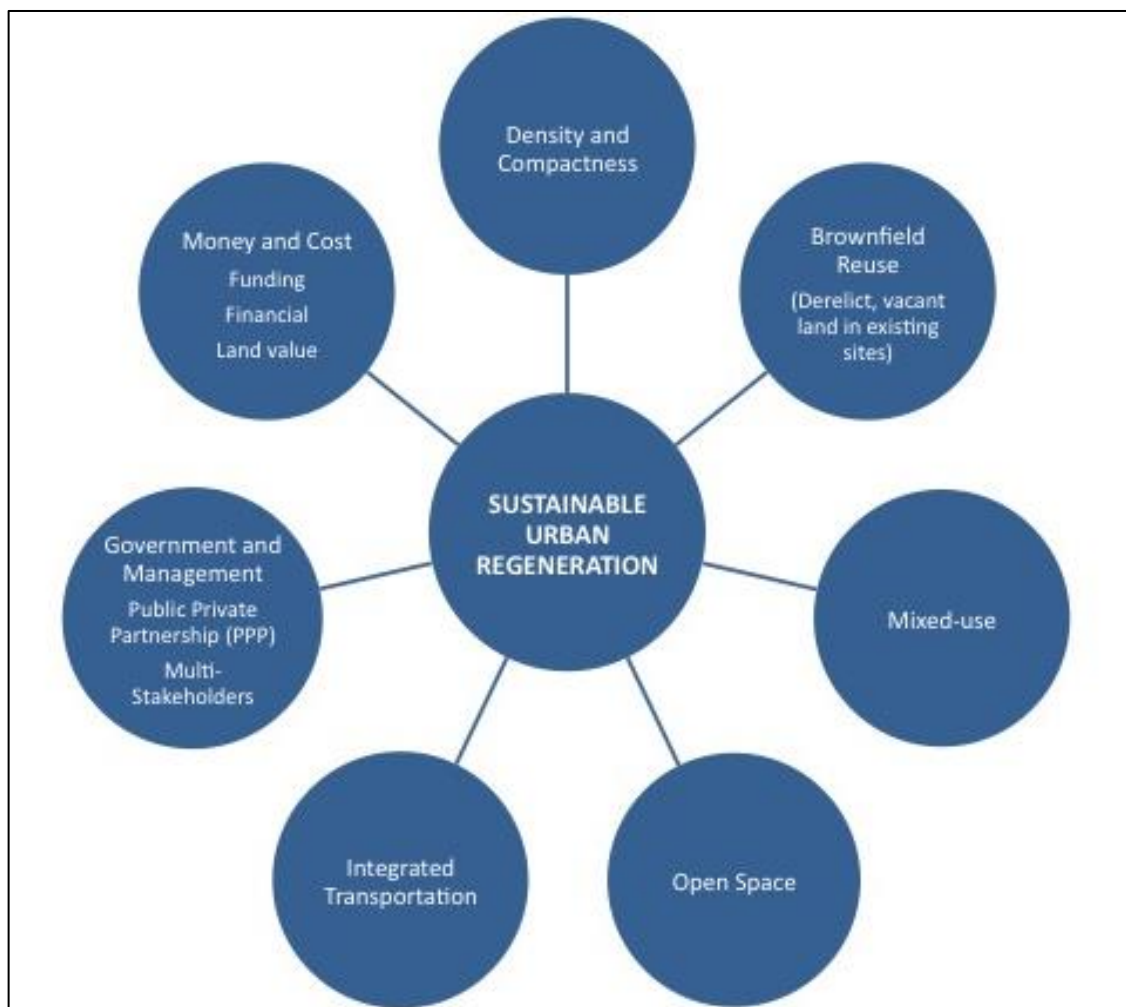 Density and
Compactness
Money and Cost
Funding
Financial
Land value
Brownfield
Reuse
(Derelict, vacant
land in existing
sites)
SUSTAINABLE
URBAN
REGENERATION
Government and
Management
Public Private
Partnership (PPP)
Multi-
Stakeholders
Mixed-use
Integrated
Transportation
Open Space